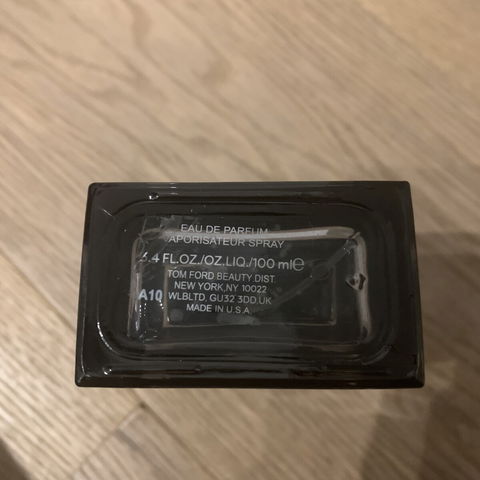 EAU DE PARFUM
VAPORISATEUR SPRAY
3.4 FL.OZ./OZ.LIQ./100 ml℮
TOM FORD BEAUTY.DIST.
NEW YORK,NY 10022
A10 WLBLTD, GU32 3DD.UK
MADE IN U.S.A.